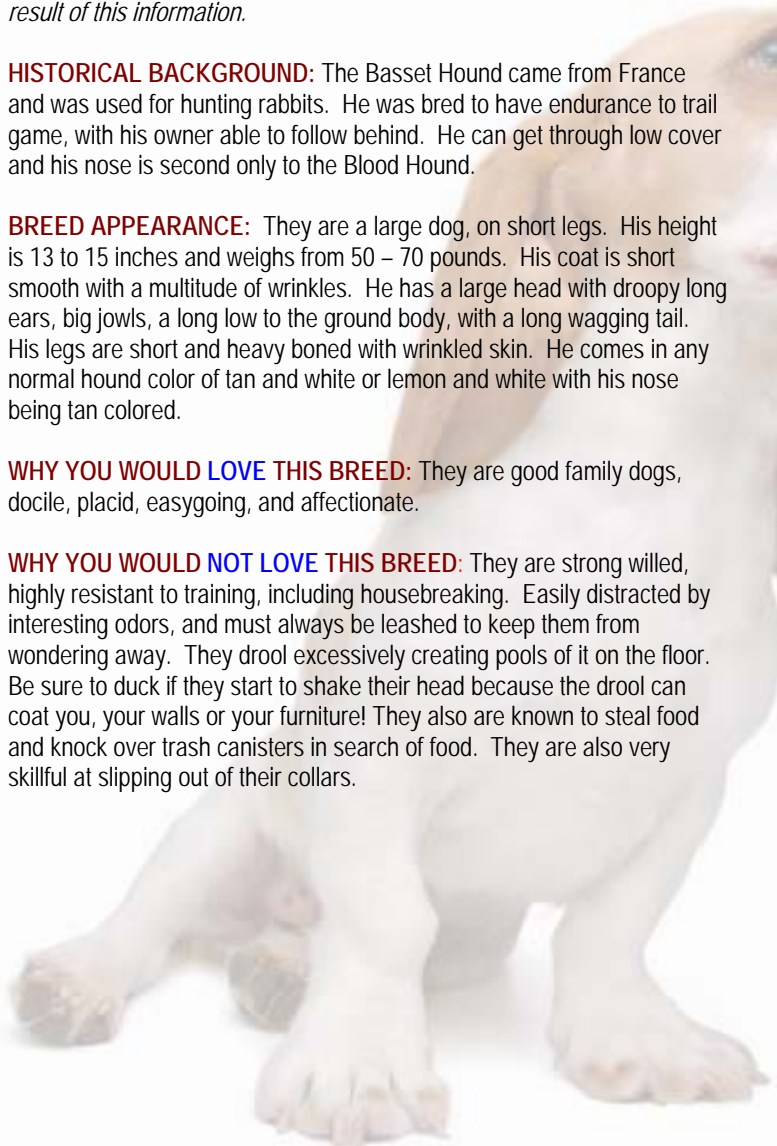 result of this information.
HISTORICAL BACKGROUND: The Basset Hound came from France
and was used for hunting rabbits. He was bred to have endurance to trail
game, with his owner able to follow behind. He can get through low cover
and his nose is second only to the Blood Hound.
BREED APPEARANCE: They are a large dog, on short legs. His height
is 13 to 15 inches and weighs from 50 – 70 pounds. His coat is short
smooth with a multitude of wrinkles. He has a large head with droopy long
ears, big jowls, a long low to the ground body, with a long wagging tail.
His legs are short and heavy boned with wrinkled skin. He comes in any
normal hound color of tan and white or lemon and white with his nose
being tan colored.
WHY YOU WOULD LOVE THIS BREED: They are good family dogs,
docile, placid, easygoing, and affectionate.
WHY YOU WOULD NOT LOVE THIS BREED: They are strong willed,
highly resistant to training, including housebreaking. Easily distracted by
interesting odors, and must always be leashed to keep them from
wondering away. They drool excessively creating pools of it on the floor.
Be sure to duck if they start to shake their head because the drool can
coat you, your walls or your furniture! They also are known to steal food
and knock over trash canisters in search of food. They are also very
skillful at slipping out of their collars.